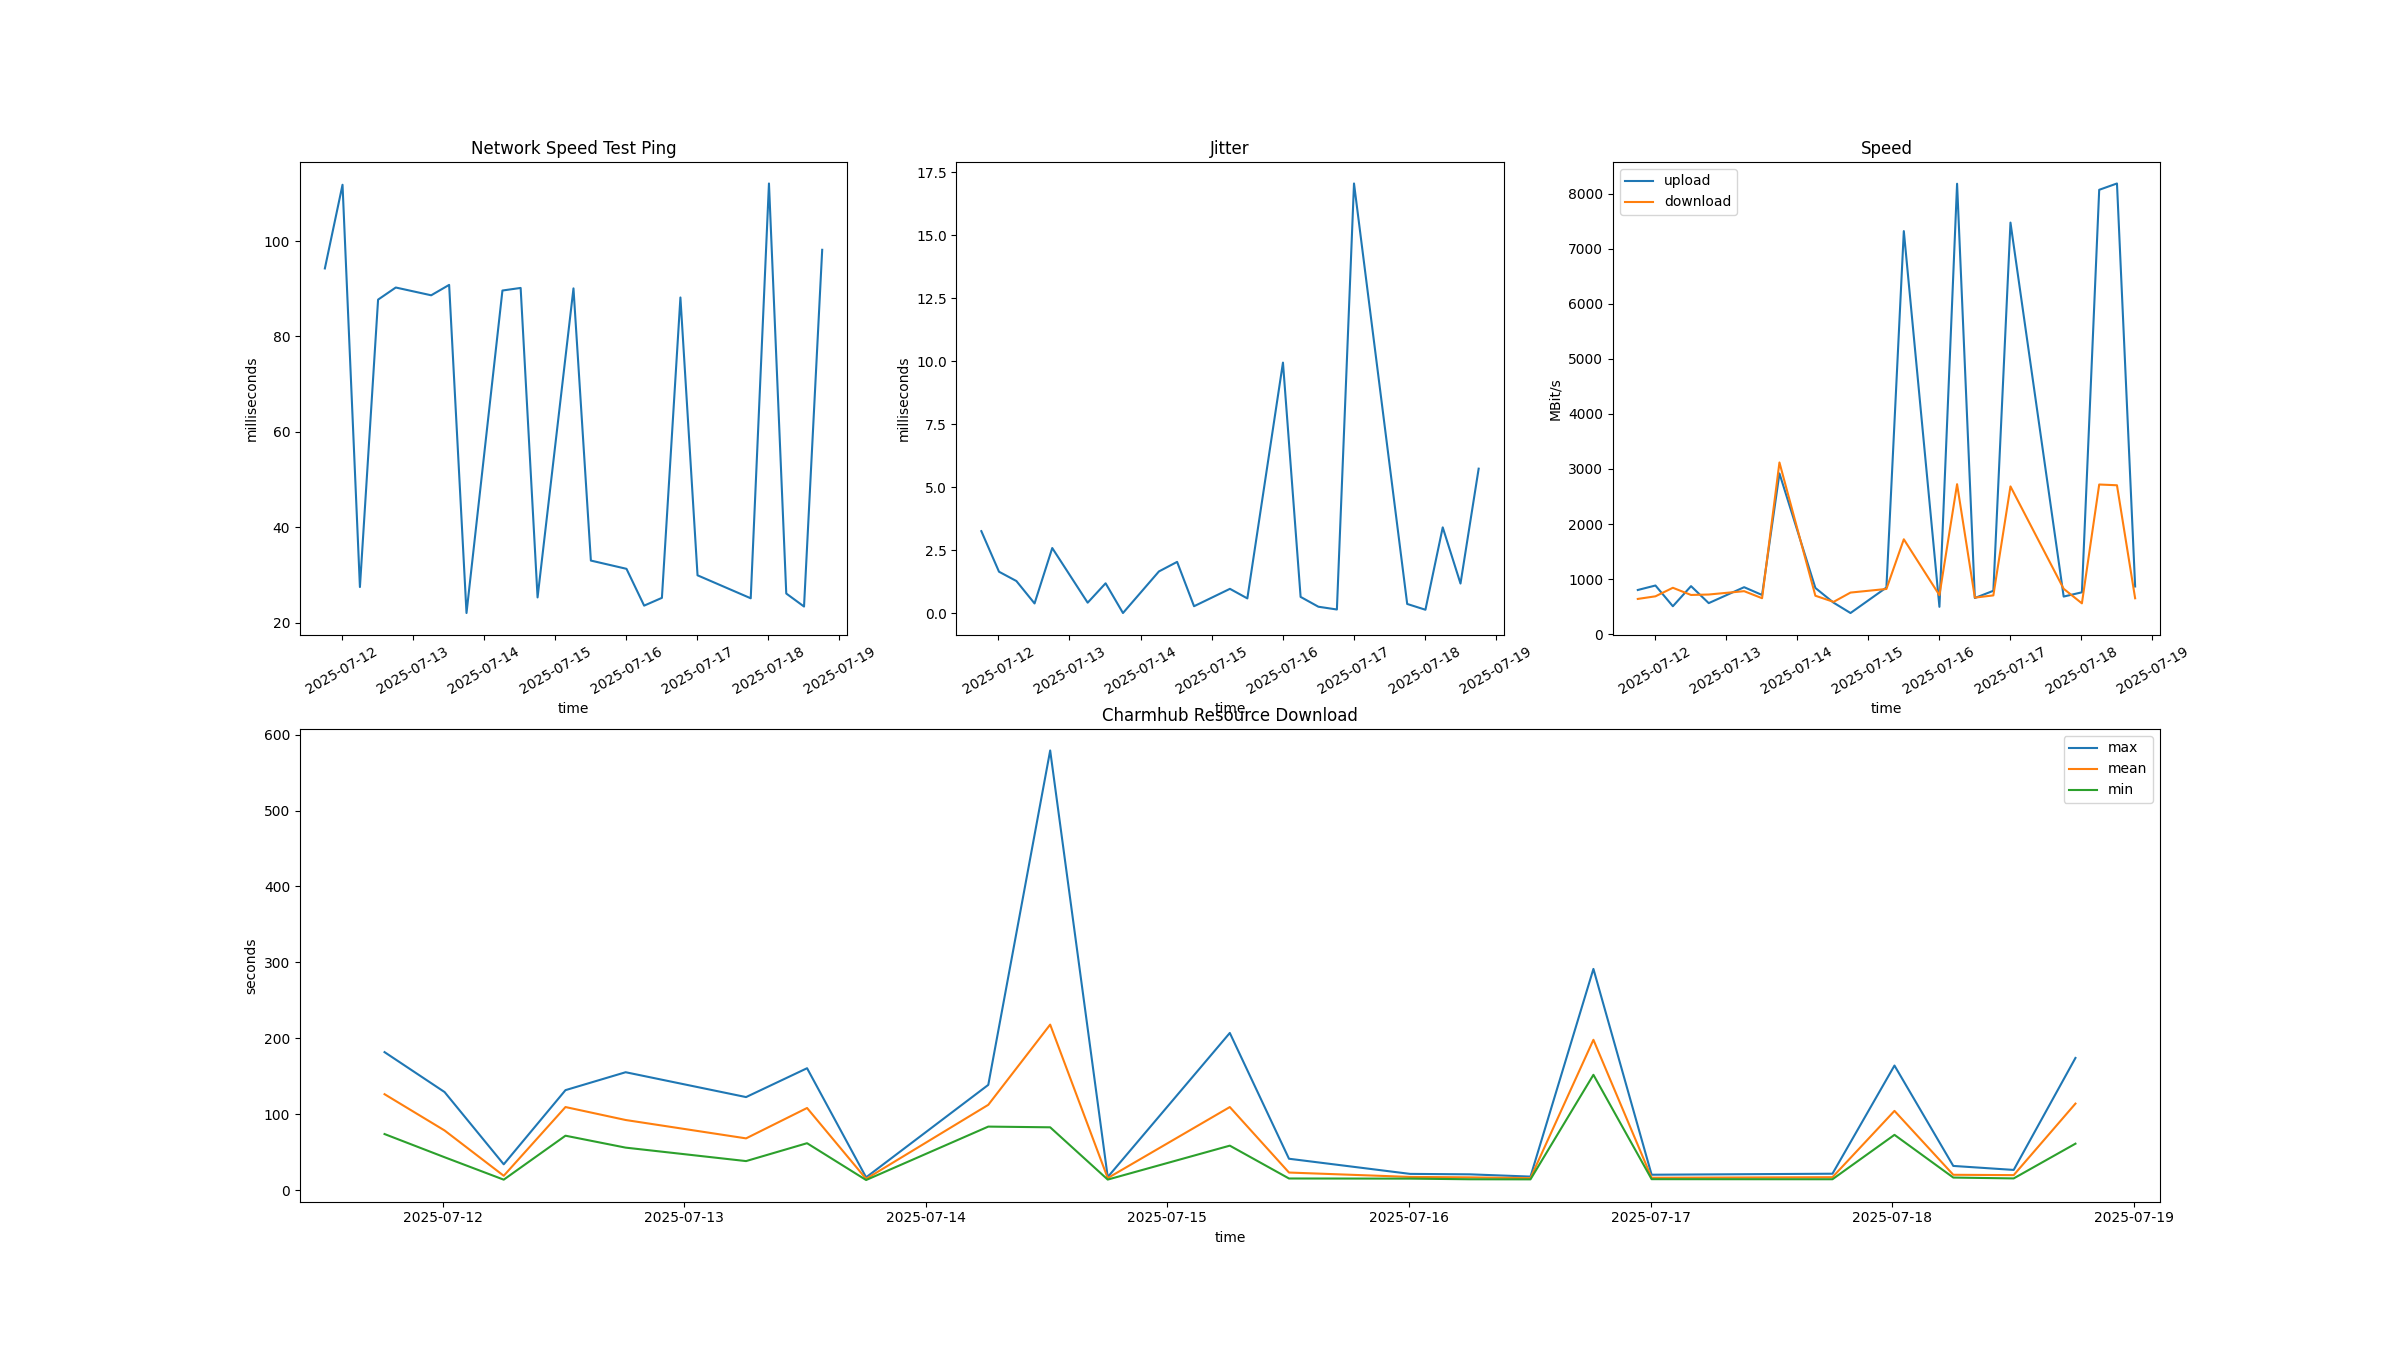 Network Speed Test Ping
milliseconds
100
80
60
40
20
2025-07-12 2025-07-13 2025-07-14 2025-07-15 2025-07-16 2025-07-17 2025-07-18 2025-07-19
time
Jitter
milliseconds
17.5
15.0
12.5
10.0
7.5
5.0
2.5
0.0
2025-07-12 2025-07-13 2025-07-14 2025-07-15 2025-07-16 2025-07-17 2025-07-18 2025-07-19
time
Speed
upload
download
MBit/s
8000
7000
6000
5000
4000
3000
2000
1000
0
2025-07-12 2025-07-13 2025-07-14 2025-07-15 2025-07-16 2025-07-17 2025-07-18 2025-07-19
time
Charmhub Resource Download
max
mean
min
seconds
600
500
400
300
200
100
0
2025-07-12 2025-07-13 2025-07-14 2025-07-15 2025-07-16 2025-07-17 2025-07-18 2025-07-19
time